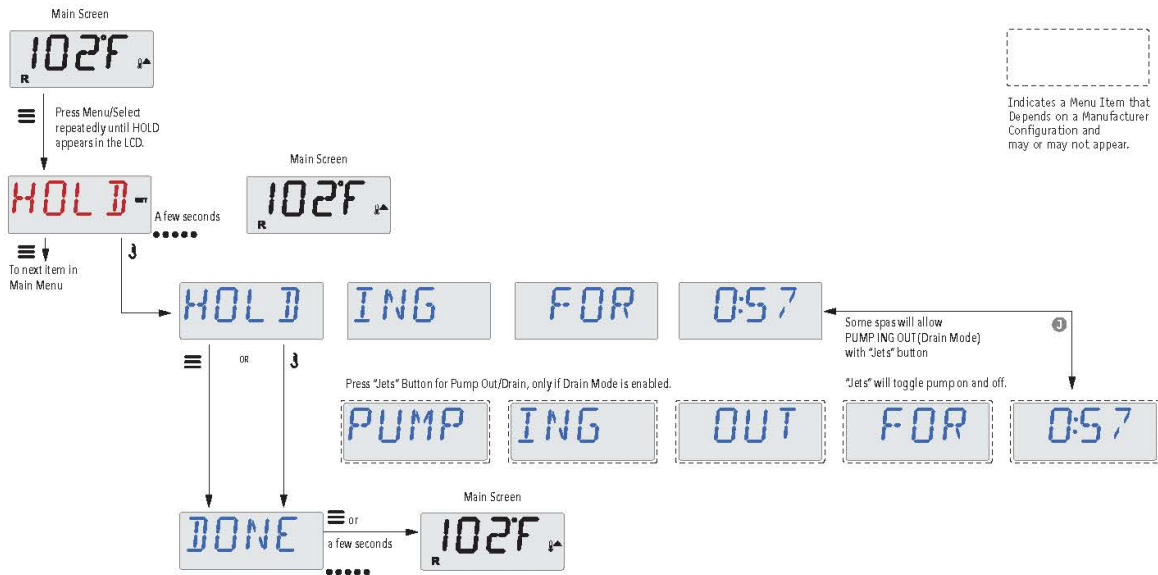 Main Screen
102°F
R
Press Menu/Select
repeatedly until HOLD
appears in the LCD.
Indicates a Menu Item that
Depends on a Manufacturer
Configuration and
may or may not appear.
Main Screen
HOLD SET
A few seconds
102°F
R
To next item in
Main Menu
HOLD ING FOR 0:57
OR
Some spas will allow
PUMP ING OUT (Drain Mode)
with "Jets" button
J
Press "Jets" Button for Pump Out/Drain, only if Drain Mode is enabled.
"Jets" will toggle pump on and off.
PUMP ING OUT FOR 0:57
Main Screen
DONE
or
a few seconds
102°F
R